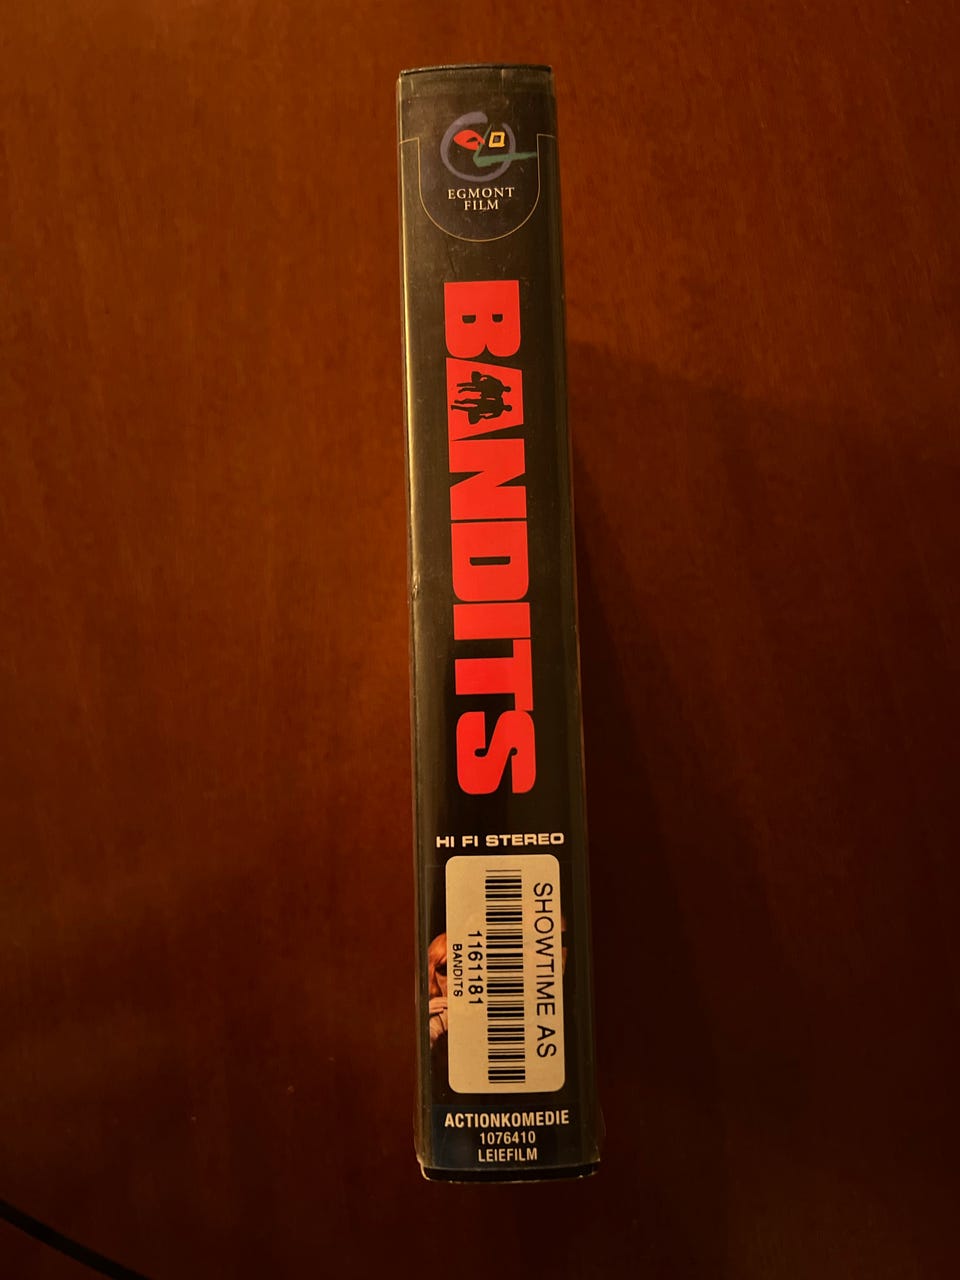 EGMONT
FILM
BANDITS
HI FI STEREO
SHOWTIME AS
1161181
BANDITS
ACTIONKOMEDIE
1076410
LEIEFILM